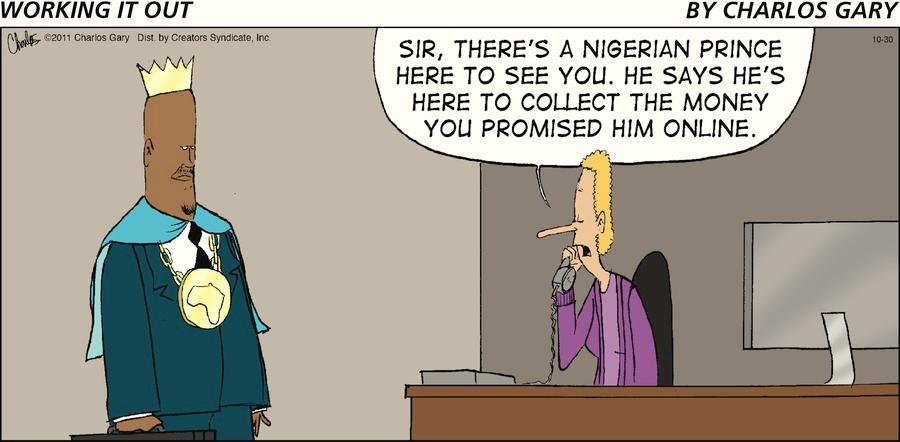 WORKING IT OUT
BY CHARLOS GARY
Charlos ©2011 Charlos Gary Dist. by Creators Syndicate, Inc.
10-30
SIR, THERE'S A NIGERIAN PRINCE
HERE TO SEE YOU. HE SAYS HE'S
HERE TO COLLECT THE MONEY
YOU PROMISED HIM ONLINE.